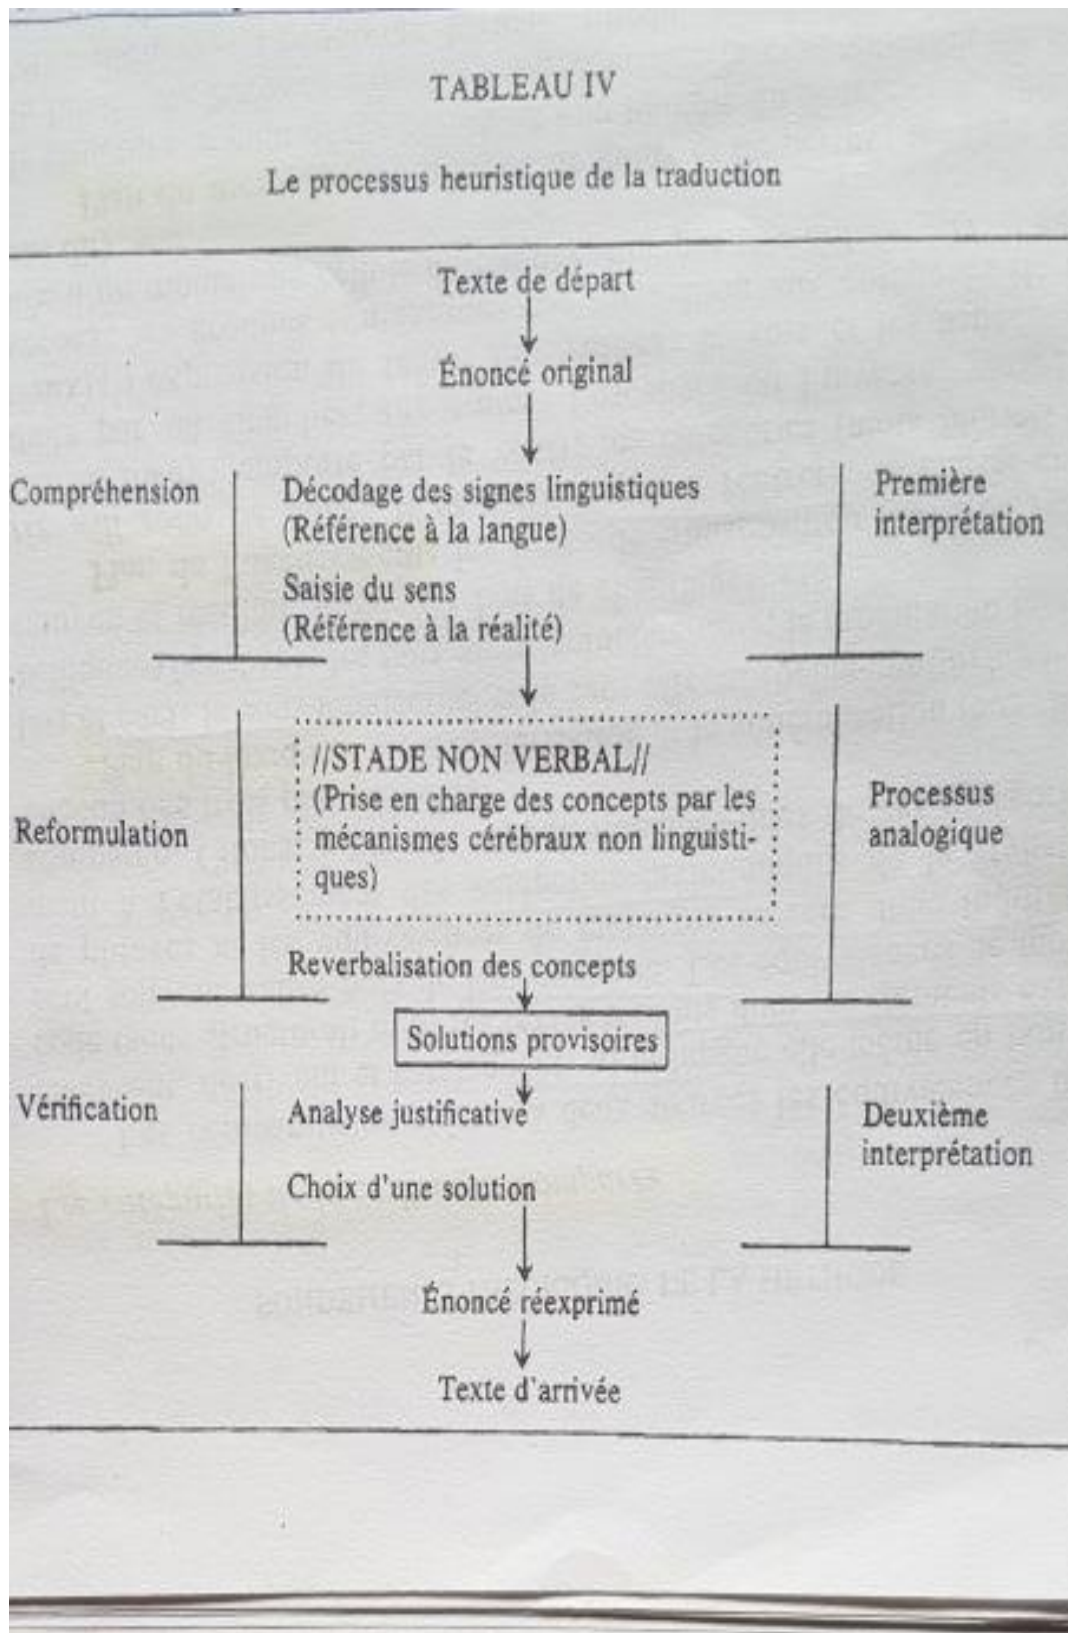 TABLEAU IV
Le processus heuristique de la traduction
Texte de départ
Énoncé original
Compréhension
Décodage des signes linguistiques
(Référence à la langue)
Saisie du sens
(Référence à la réalité)
Première
interprétation
Reformulation
//STADE NON VERBAL//
(Prise en charge des concepts par les
mécanismes cérébraux non linguisti-
ques)
Reverbalisation des concepts
Processus
analogique
Solutions provisoires
Vérification
Analyse justificative
Choix d'une solution
Deuxième
interprétation
Énoncé réexprimé
Texte d'arrivée